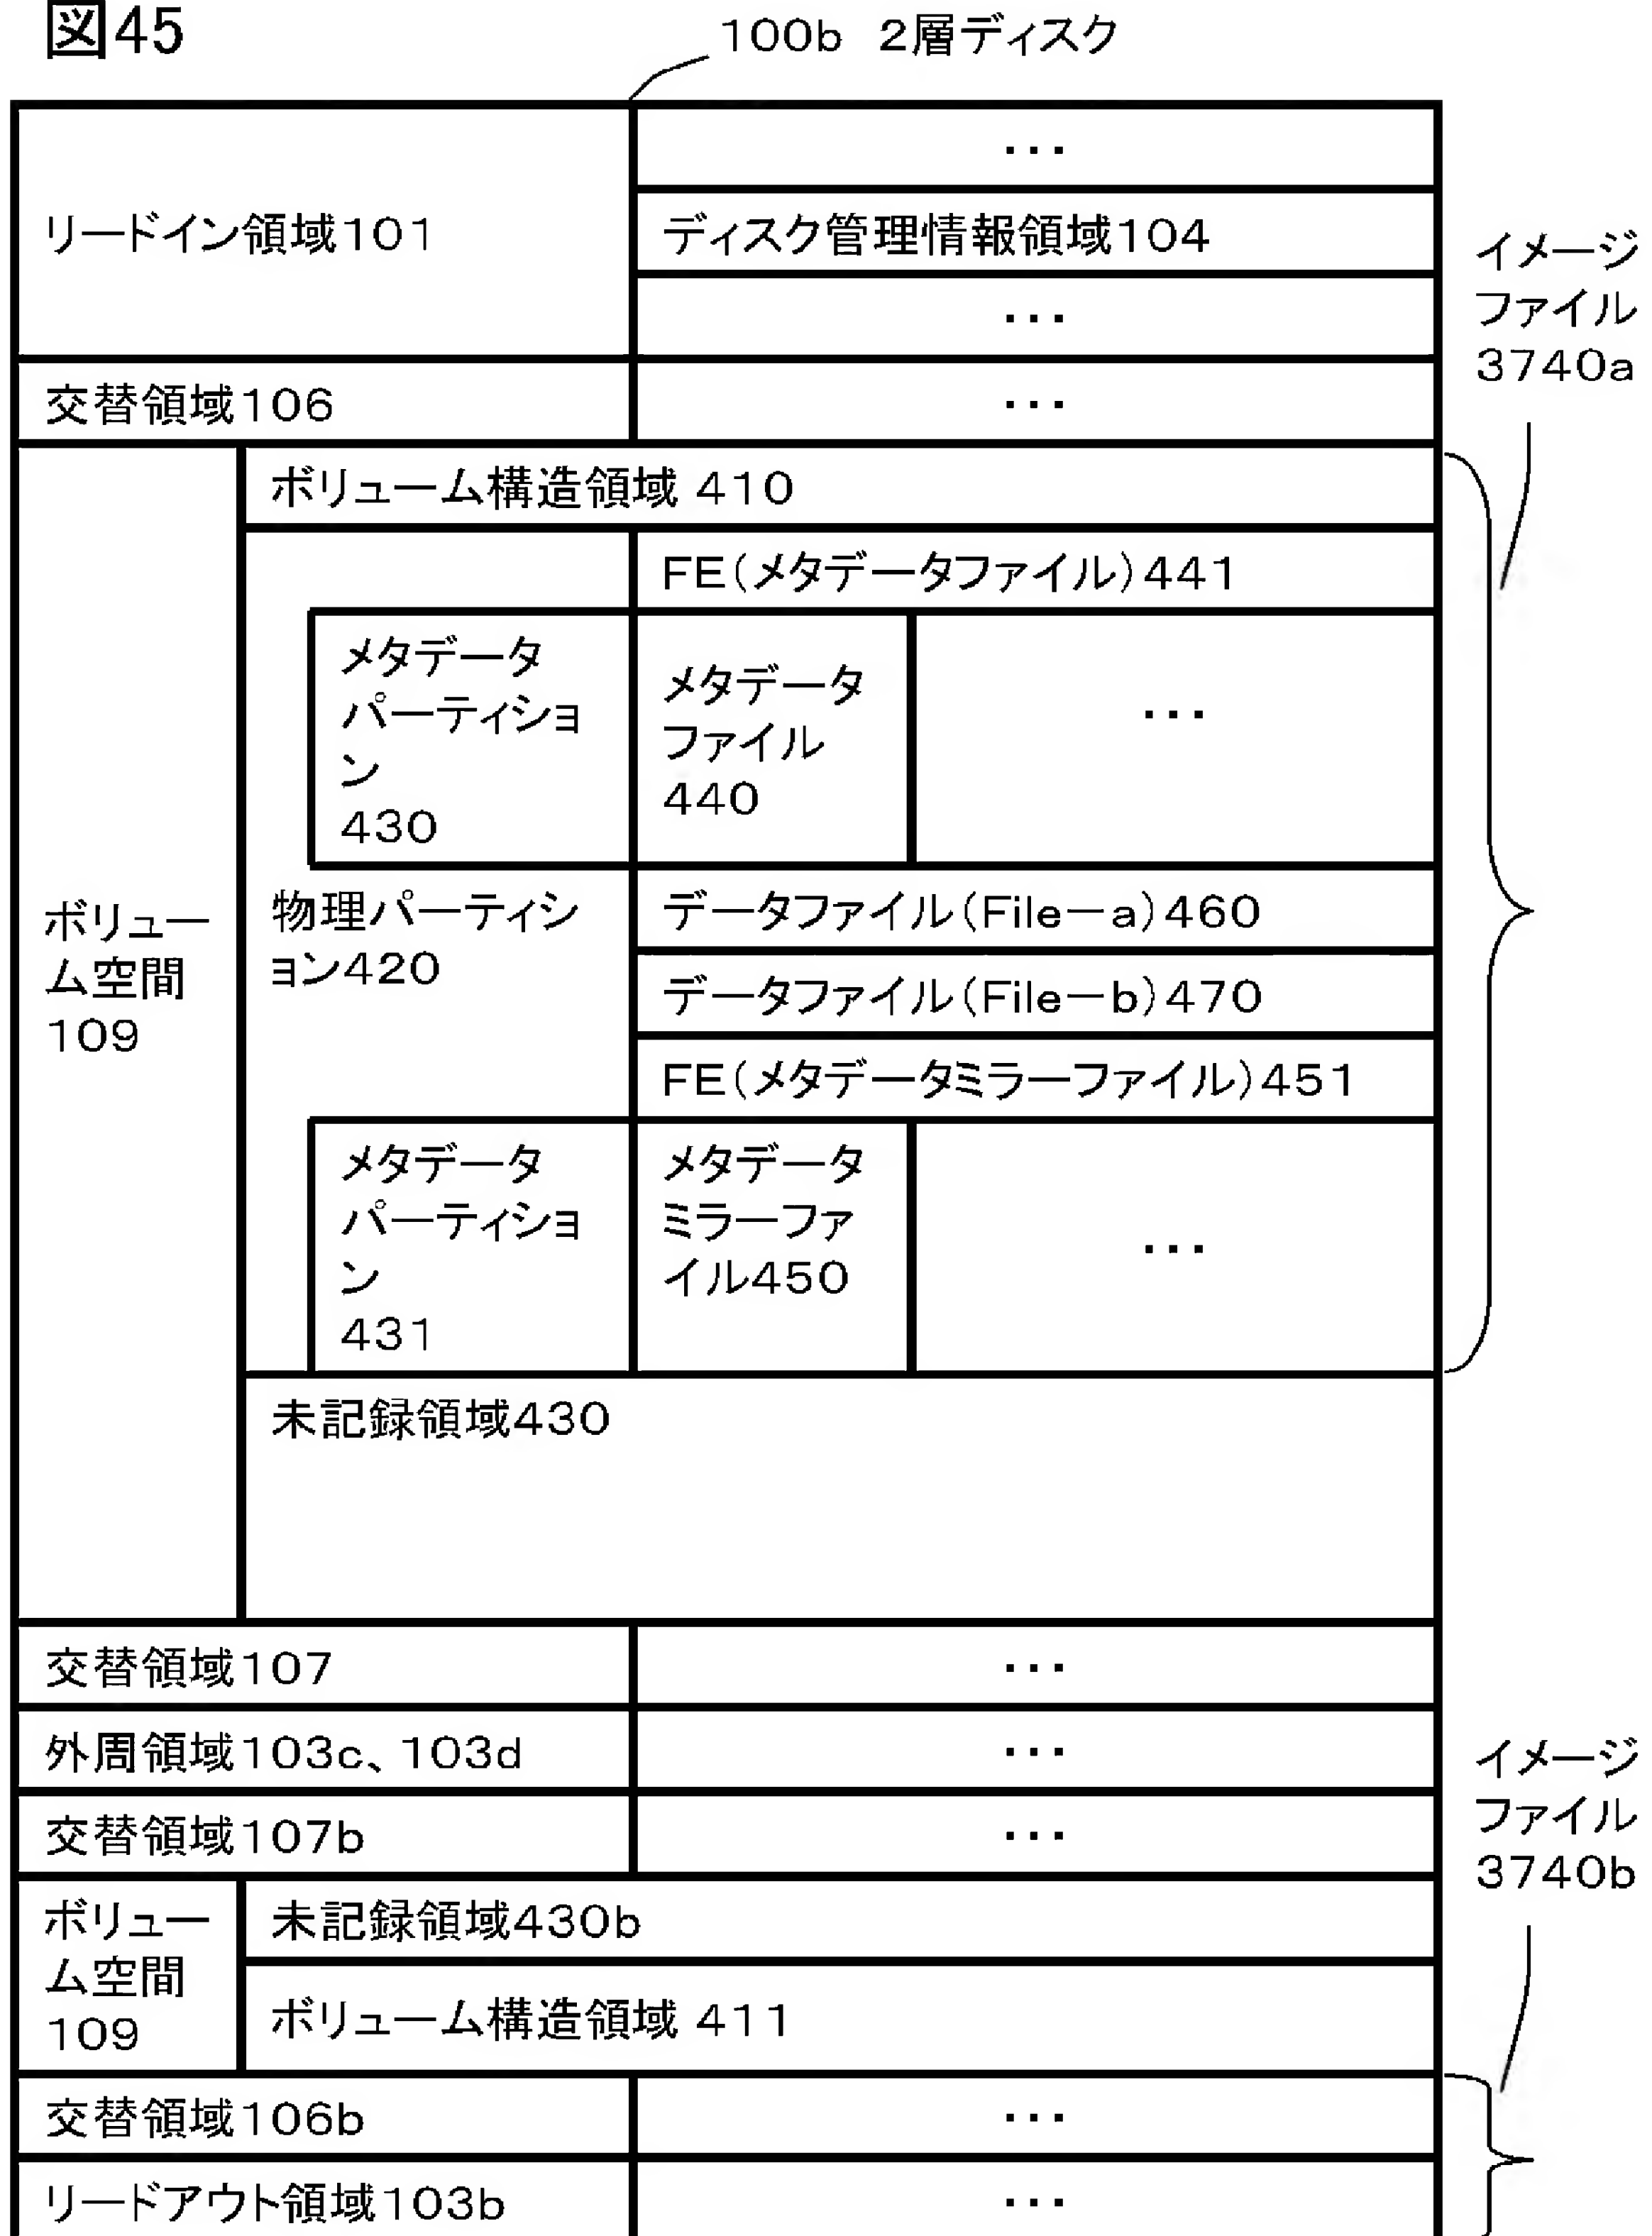 図45
100b 2層ディスク
･･･
リードイン領域101
ディスク管理情報領域104
･･･
イメージ
ファイル
3740a
交替領域106
･･･
ボリューム構造領域 410
FE(メタデータファイル)441
メタデータ
パーティショ
ン
430
メタデータ
ファイル
440
･･･
ボリュー
ム空間
109
物理パーティシ
ョン420
データファイル(File－a)460
データファイル(File－b)470
FE(メタデータミラーファイル)451
メタデータ
パーティショ
ン
431
メタデータ
ミラーファ
イル450
･･･
未記録領域430
交替領域107
･･･
外周領域103c、103d
･･･
交替領域107b
･･･
イメージ
ファイル
3740b
ボリュー
ム空間
109
未記録領域430b
ボリューム構造領域 411
交替領域106b
･･･
リードアウト領域103b
･･･